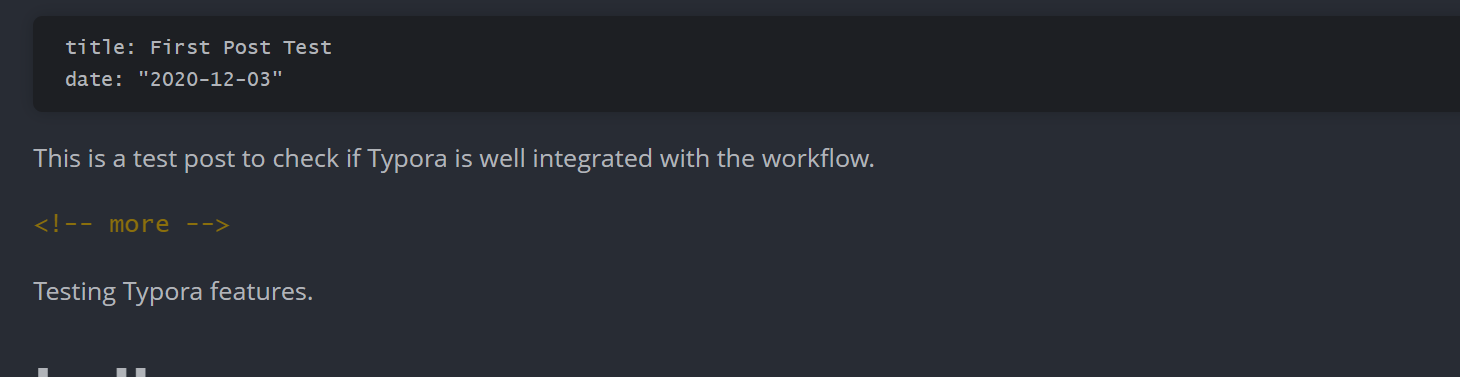 title: First Post Test
date: "2020-12-03"
This is a test post to check if Typora is well integrated with the workflow.
<!-- more -->
Testing Typora features.